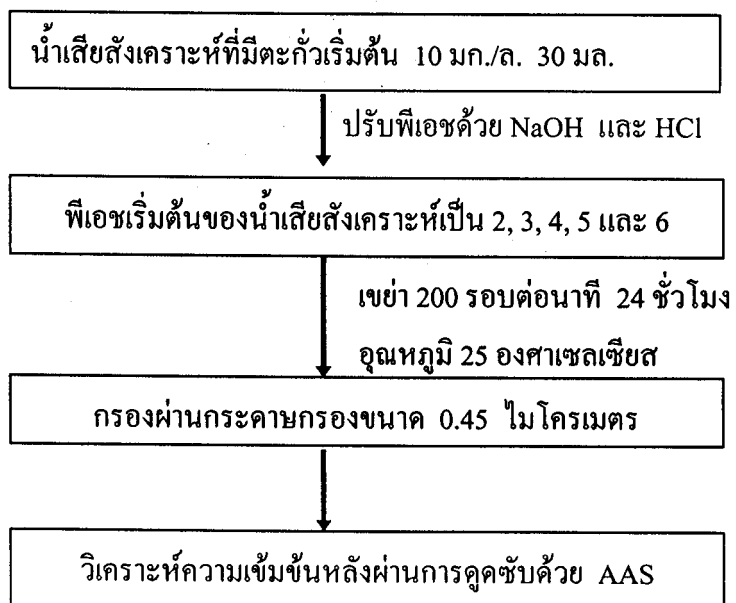 น้ำเสียสังเคราะห์ที่มีตะกั่วเริ่มต้น 10 มก./ล. 30 มล.
ปรับพีเอชด้วย NaOH และ HCl
พีเอชเริ่มต้นของน้ำเสียสังเคราะห์เป็น 2, 3, 4, 5 และ 6
เขย่า 200 รอบต่อนาที 24 ชั่วโมง
อุณหภูมิ 25 องศาเซลเซียส
กรองผ่านกระดาษกรองขนาด 0.45 ไมโครเมตร
วิเคราะห์ความเข้มข้นหลังผ่านการดูดซับด้วย AAS